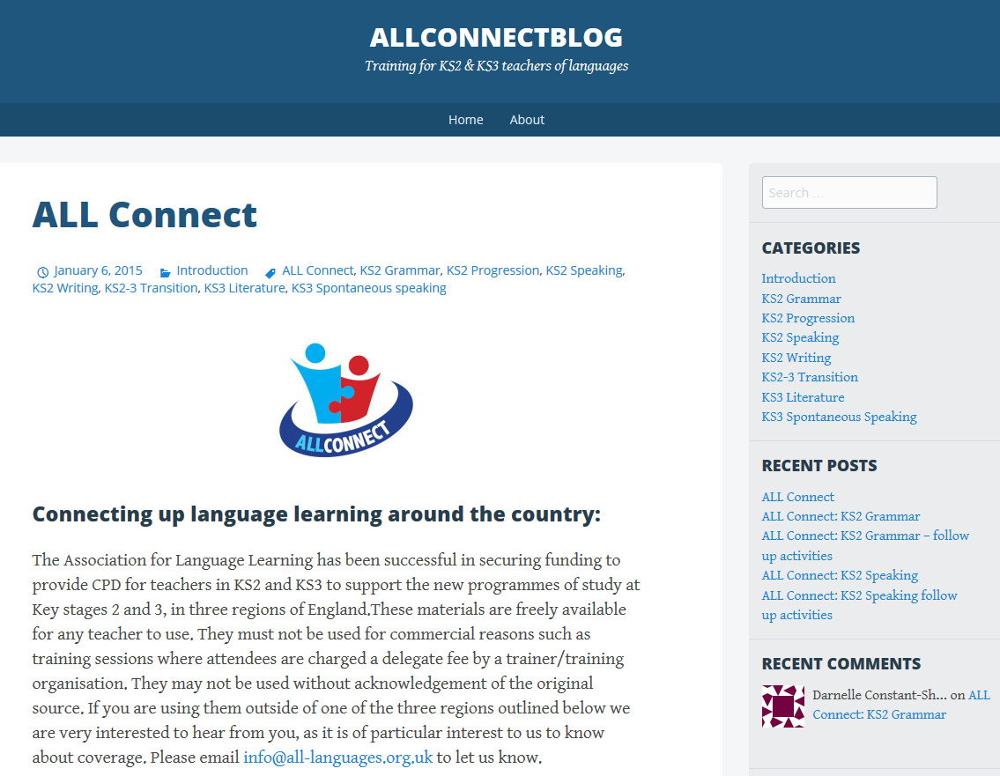 ALLCONNECTBLOG
Training for KS2 & KS3 teachers of languages
Home About
ALL Connect
January 6, 2015 Introduction ALL Connect, KS2 Grammar, KS2 Progression, KS2 Speaking,
KS2 Writing, KS2-3 Transition, KS3 Literature, KS3 Spontaneous speaking
ALLCONNECT
Connecting up language learning around the country:
The Association for Language Learning has been successful in securing funding to
provide CPD for teachers in KS2 and KS3 to support the new programmes of study at
Key stages 2 and 3, in three regions of England.These materials are freely available
for any teacher to use. They must not be used for commercial reasons such as
training sessions where attendees are charged a delegate fee by a trainer/training
organisation. They may not be used without acknowledgement of the original
source. If you are using them outside of one of the three regions outlined below we
are very interested to hear from you, as it is of particular interest to us to know
about coverage. Please email info@all-languages.org.uk to let us know.
Search ...
CATEGORIES
Introduction
KS2 Grammar
KS2 Progression
KS2 Speaking
KS2 Writing
KS2-3 Transition
KS3 Literature
KS3 Spontaneous Speaking
RECENT POSTS
ALL Connect
ALL Connect: KS2 Grammar
ALL Connect: KS2 Grammar – follow
up activities
ALL Connect: KS2 Speaking
ALL Connect: KS2 Speaking follow
up activities
RECENT COMMENTS
Darnelle Constant-Sh... on ALL
Connect: KS2 Grammar